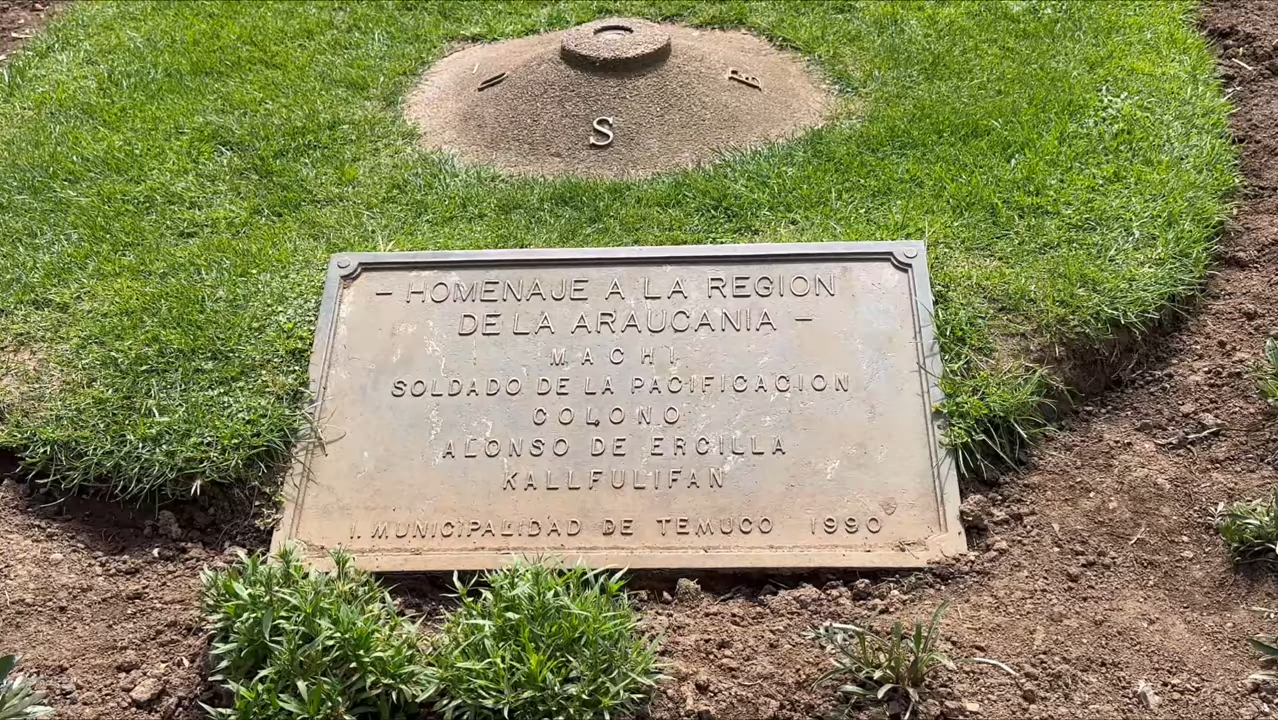 E
S
— HOMENAJE A LA REGION
DE LA ARAUCANIA —
MACHI
SOLDADO DE LA PACIFICACION
COLONO
ALONSO DE ERCILLA
KALLFULIFAN
I. MUNICIPALIDAD DE TEMUCO 1990